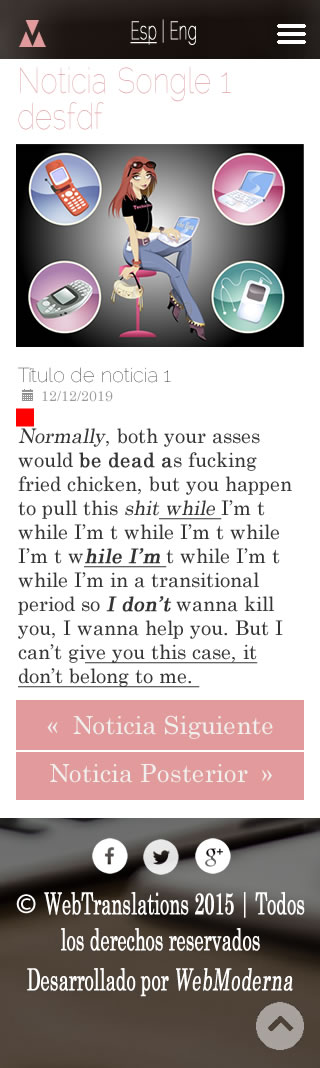 Esp | Eng
Noticia Songle 1
desfdf
Título de noticia 1
12/12/2019
Normally, both your asses
would be dead as fucking
fried chicken, but you happen
to pull this shit while I'm t
while I'm t while I'm t while
I'm t while I'm t while I'm t
while I'm in a transitional
period so I don't wanna kill
you, I wanna help you. But I
can't give you this case, it
don't belong to me.
« Noticia Siguiente
Noticia Posterior »
f g+
© WebTranslations 2015 | Todos
los derechos reservados
Desarrollado por WebModerna